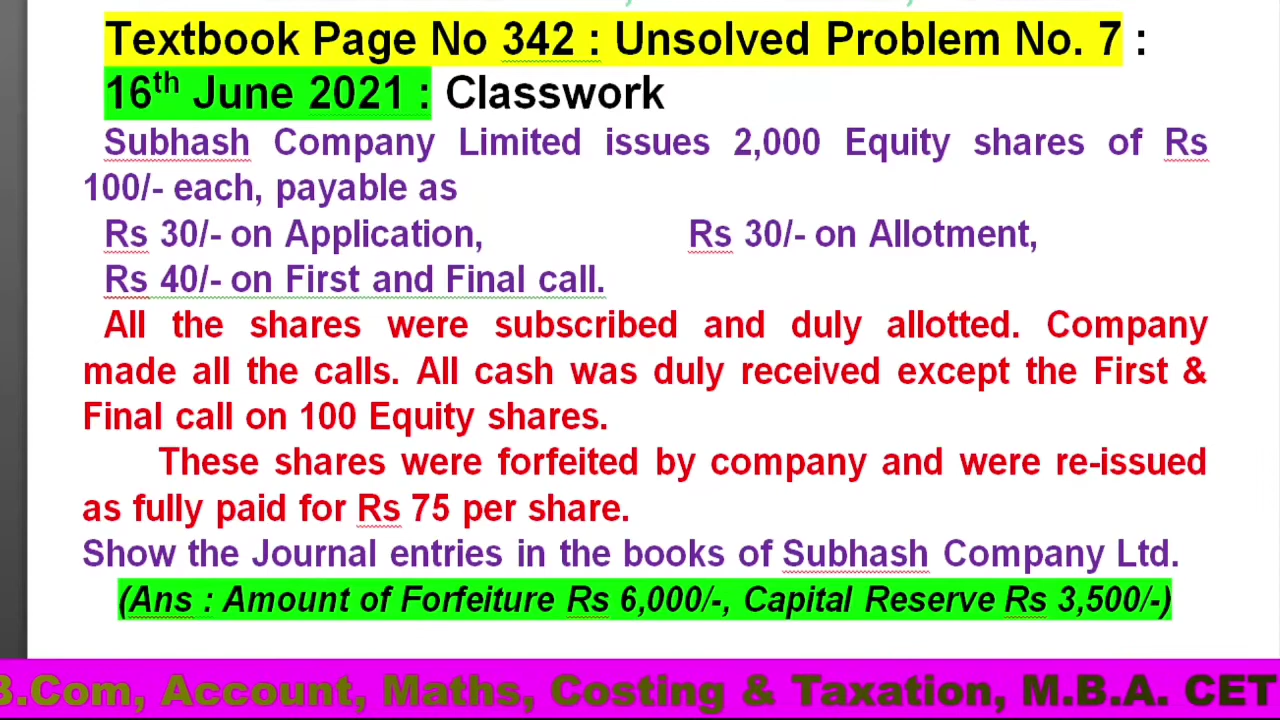 Textbook Page No 342 : Unsolved Problem No. 7 :
16th June 2021 : Classwork
Subhash Company Limited issues 2,000 Equity shares of Rs
100/- each, payable as
Rs 30/- on Application, Rs 30/- on Allotment,
Rs 40/- on First and Final call.
All the shares were subscribed and duly allotted. Company
made all the calls. All cash was duly received except the First &
Final call on 100 Equity shares.
These shares were forfeited by company and were re-issued
as fully paid for Rs 75 per share.
Show the Journal entries in the books of Subhash Company Ltd.
(Ans : Amount of Forfeiture Rs 6,000/-, Capital Reserve Rs 3,500/-)
B.Com, Account, Maths, Costing & Taxation, M.B.A. CET